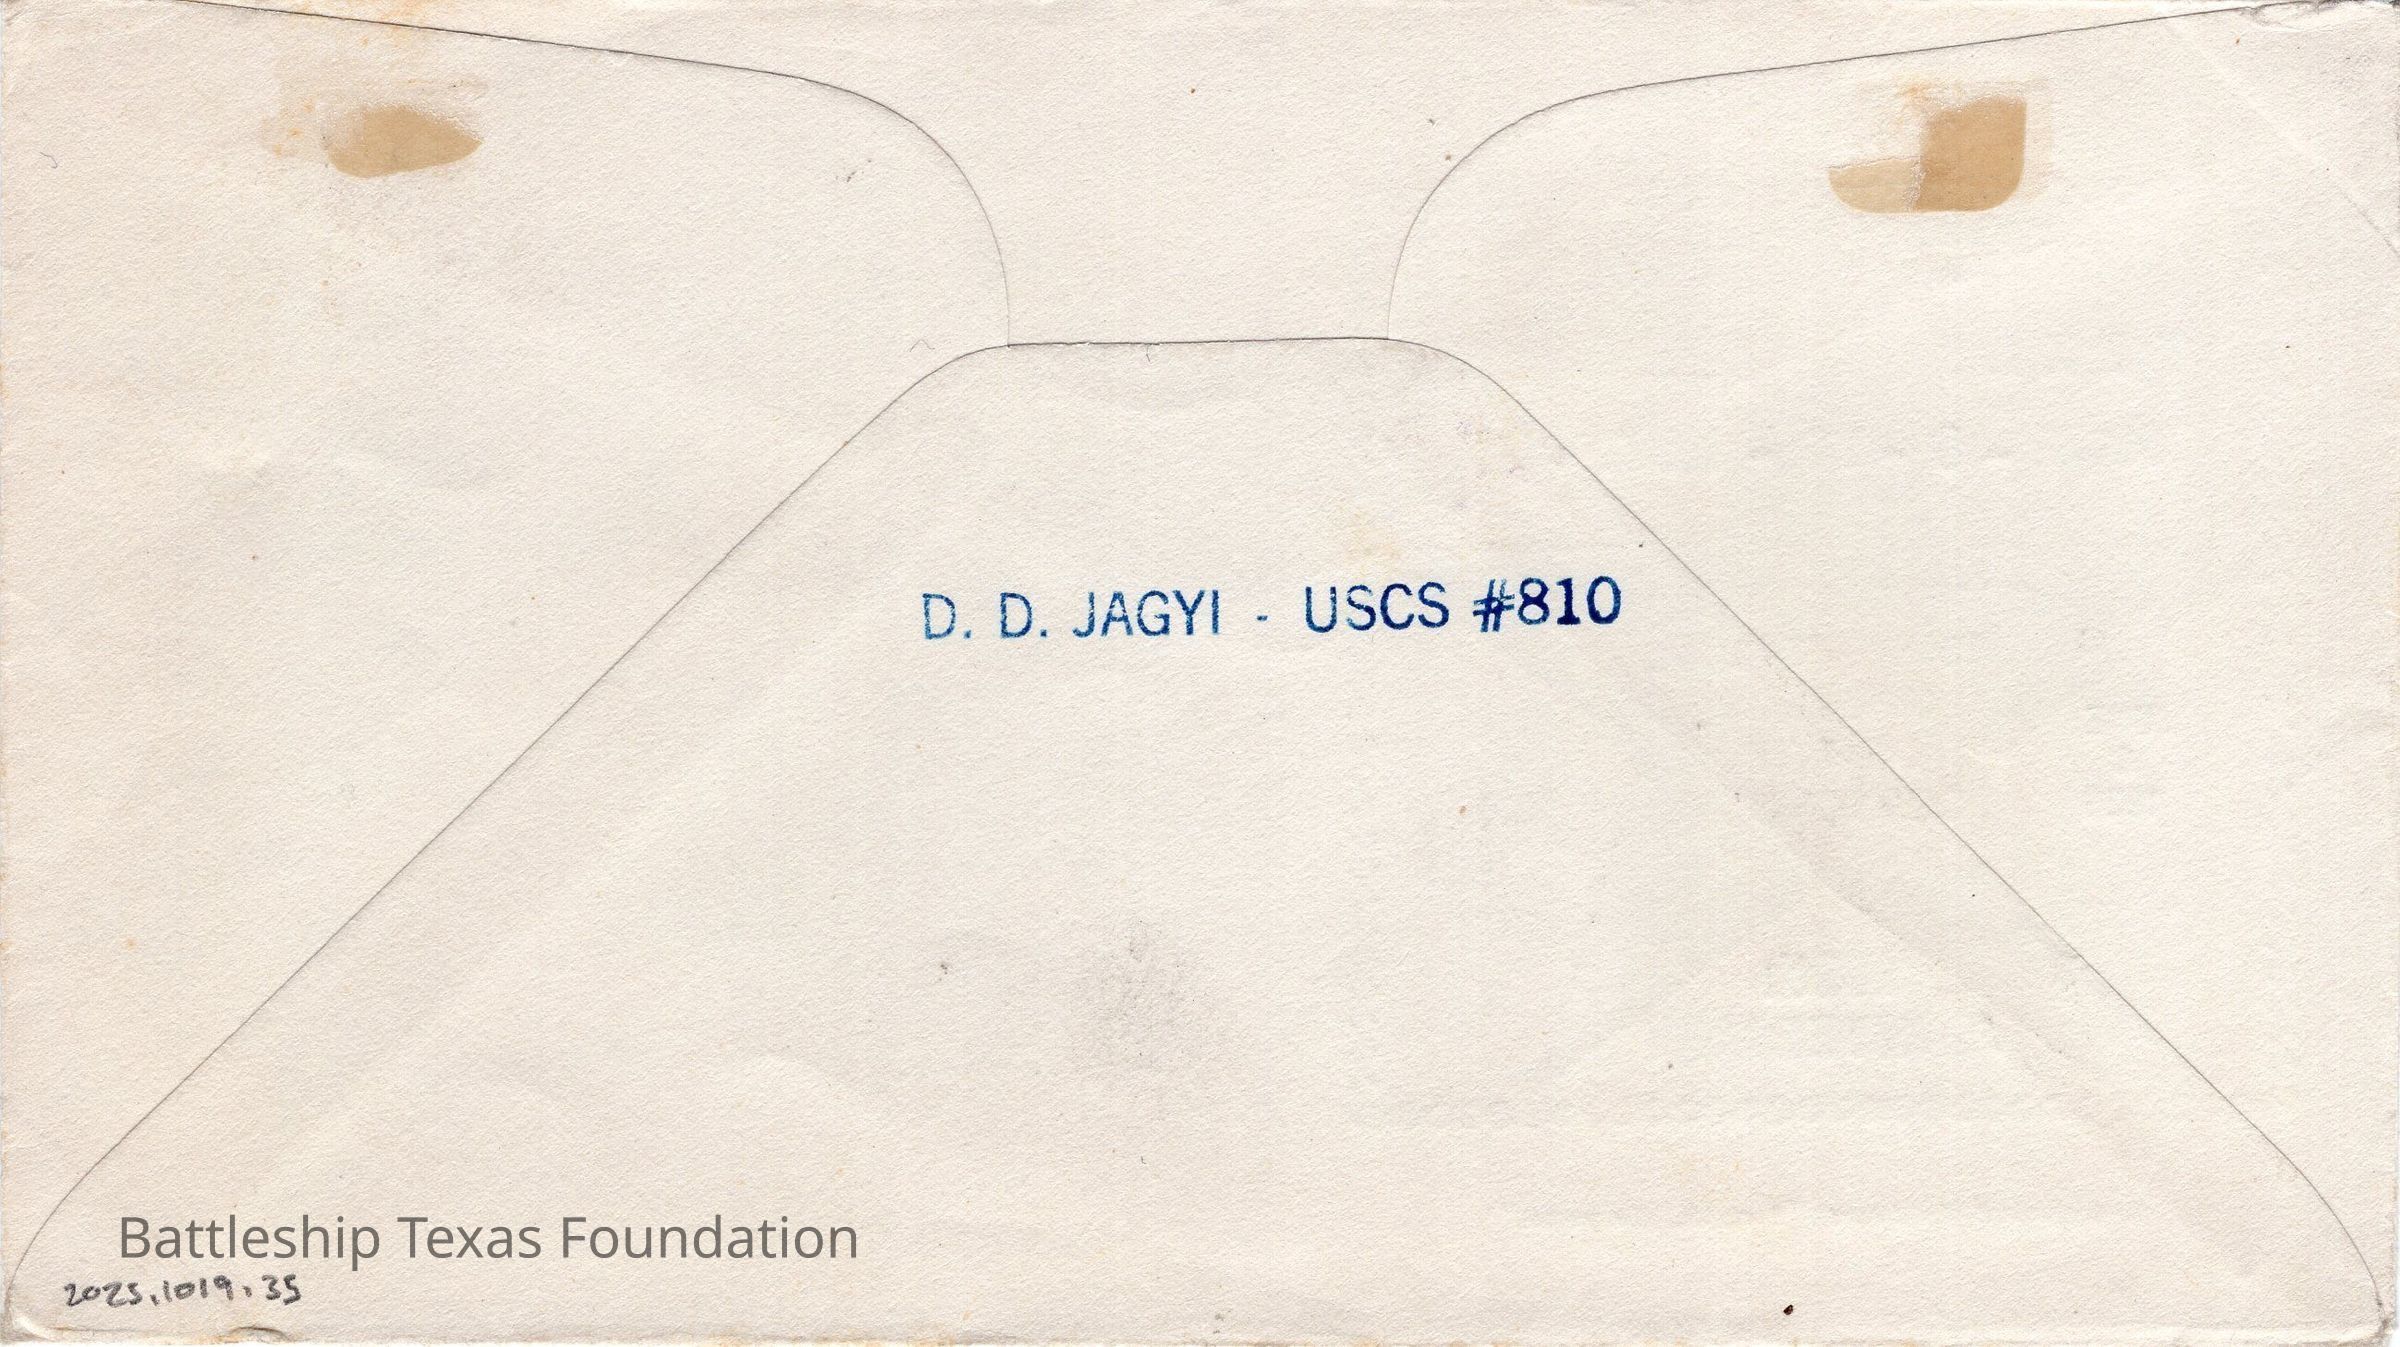 D. D. JAGYI - USCS #810
Battleship Texas Foundation
2025.1019.35